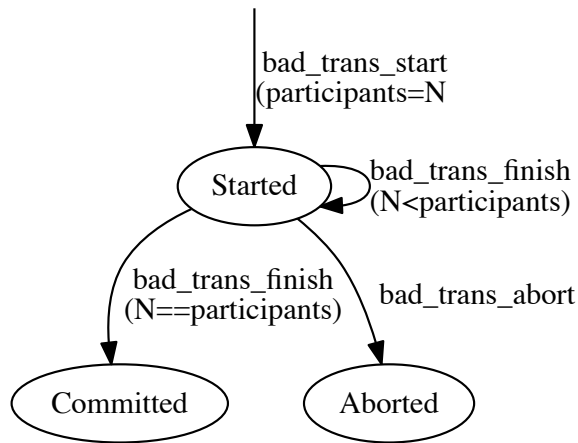 bad_trans_start
(participants=N
Started
bad_trans_finish
(N<participants)
bad_trans_finish
(N==participants)
bad_trans_abort
Committed
Aborted